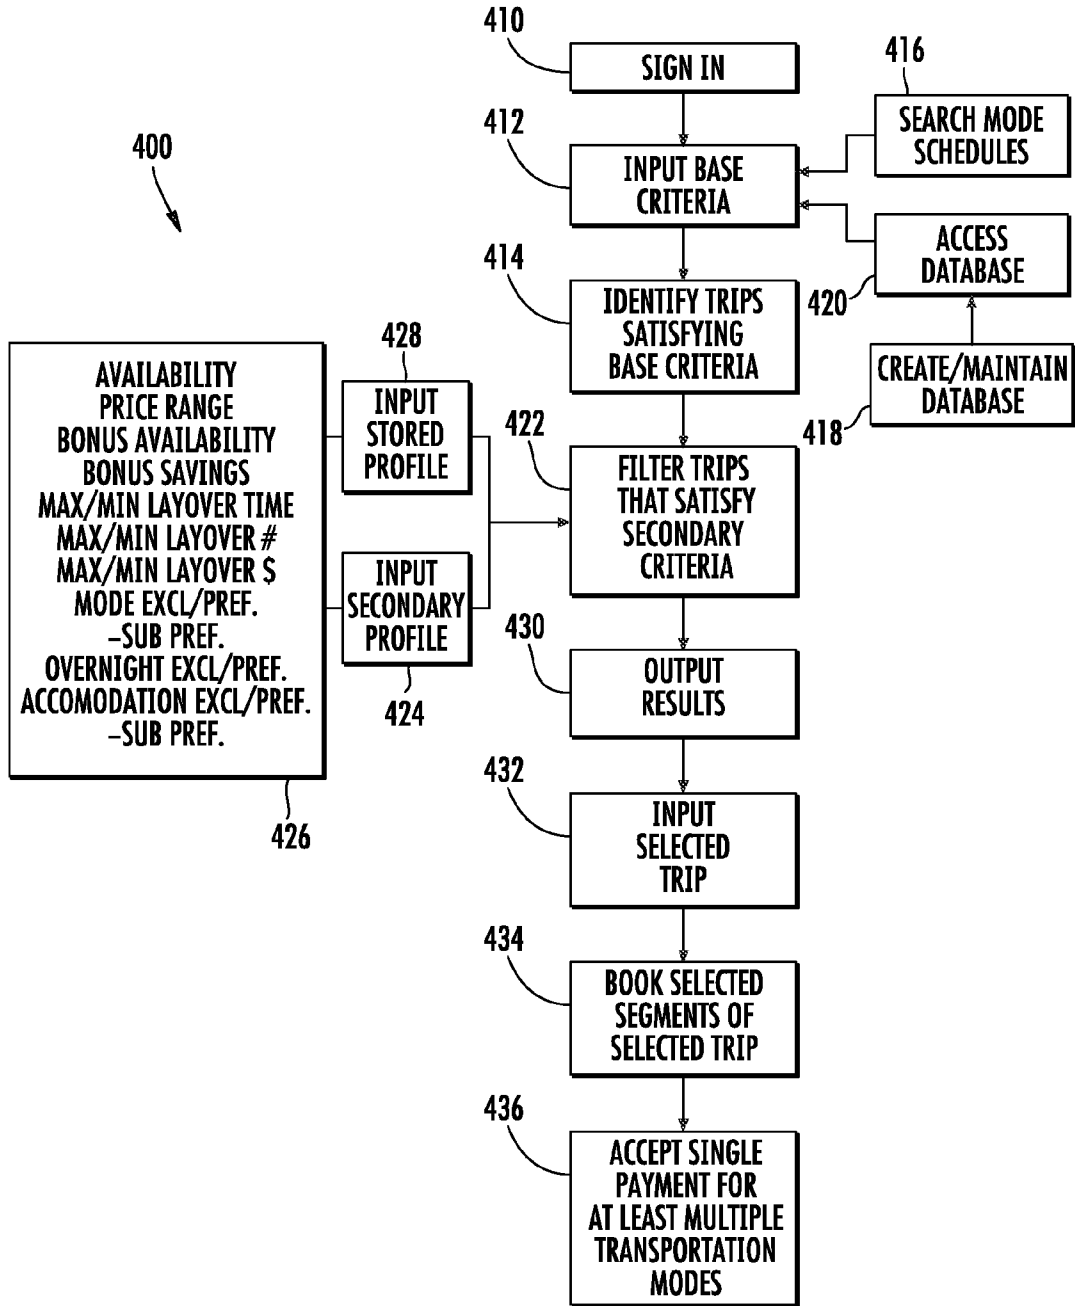 410
SIGN IN
416
SEARCH MODE
SCHEDULES
412
INPUT BASE
CRITERIA
400
ACCESS
DATABASE
420
414
IDENTIFY TRIPS
SATISFYING
BASE CRITERIA
CREATE/MAINTAIN
DATABASE
418
428
INPUT
STORED
PROFILE
AVAILABILITY
PRICE RANGE
BONUS AVAILABILITY
BONUS SAVINGS
MAX/MIN LAYOVER TIME
MAX/MIN LAYOVER #
MAX/MIN LAYOVER $
MODE EXCL/PREF.
–SUB PREF.
OVERNIGHT EXCL/PREF.
ACCOMODATION EXCL/PREF.
–SUB PREF.
426
422
FILTER TRIPS
THAT SATISFY
SECONDARY
CRITERIA
INPUT
SECONDARY
PROFILE
424
430
OUTPUT
RESULTS
432
INPUT
SELECTED
TRIP
434
BOOK SELECTED
SEGMENTS OF
SELECTED TRIP
436
ACCEPT SINGLE
PAYMENT FOR
AT LEAST MULTIPLE
TRANSPORTATION
MODES